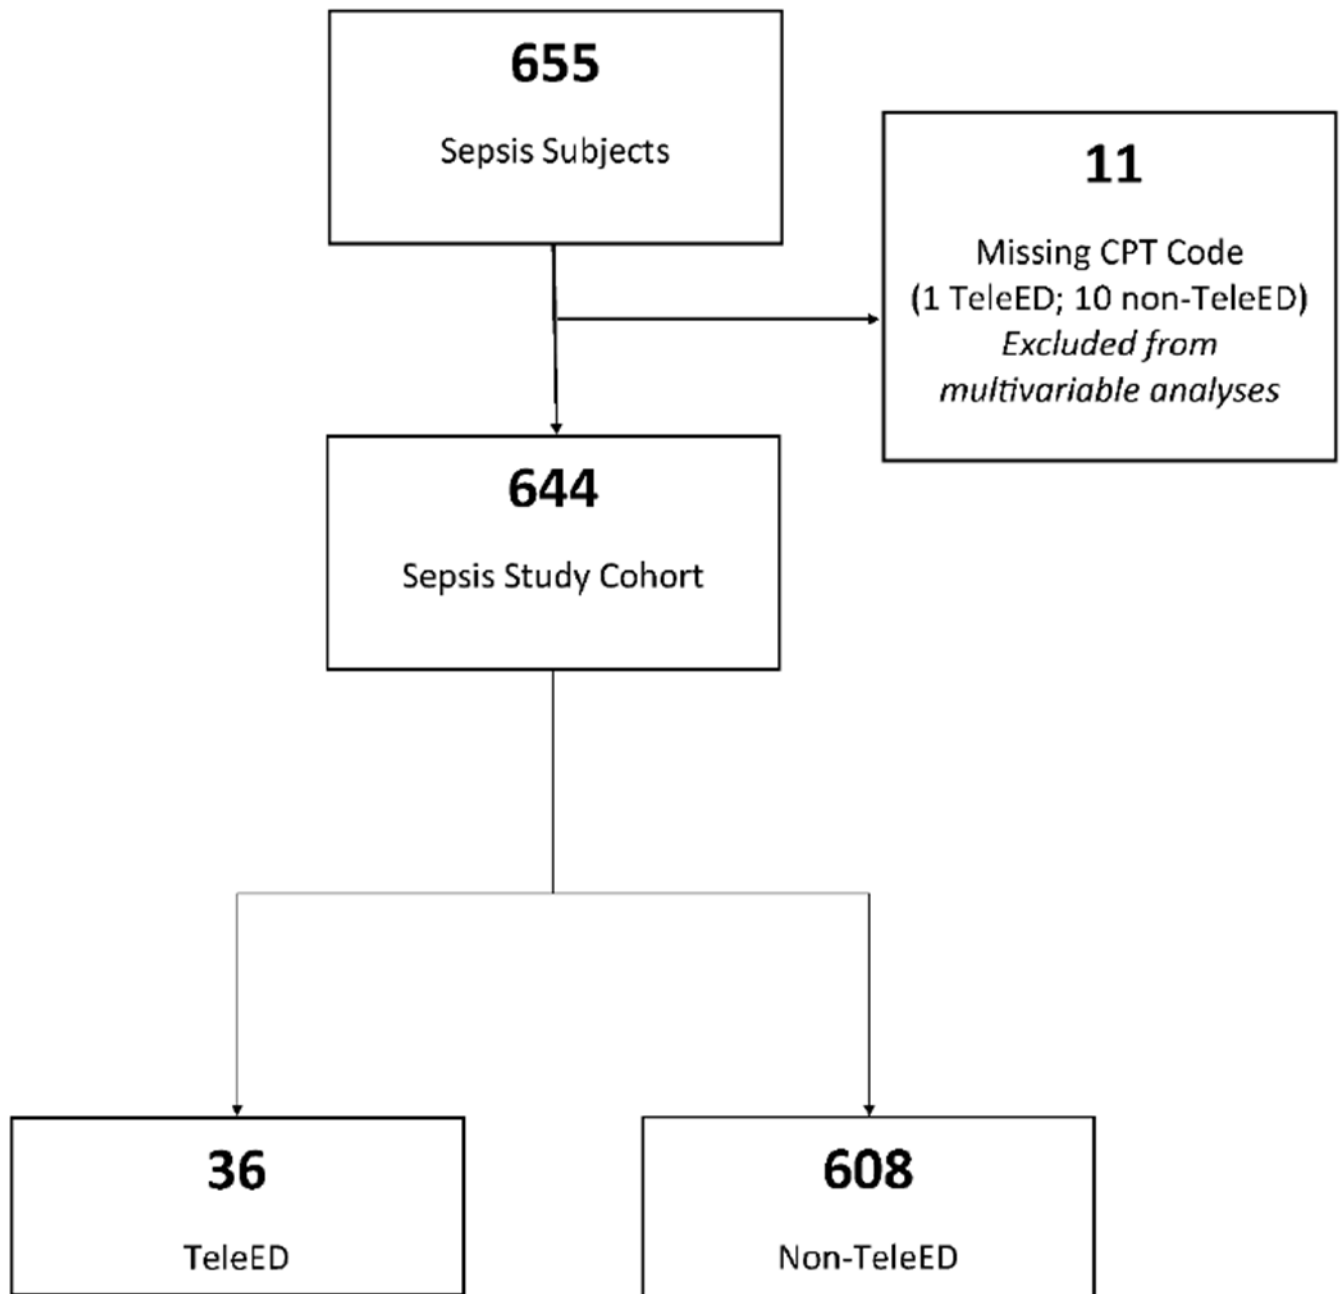 655
Sepsis Subjects
11
Missing CPT Code
(1 TeleED; 10 non-TeleED)
Excluded from
multivariable analyses
644
Sepsis Study Cohort
36
TeleED
608
Non-TeleED